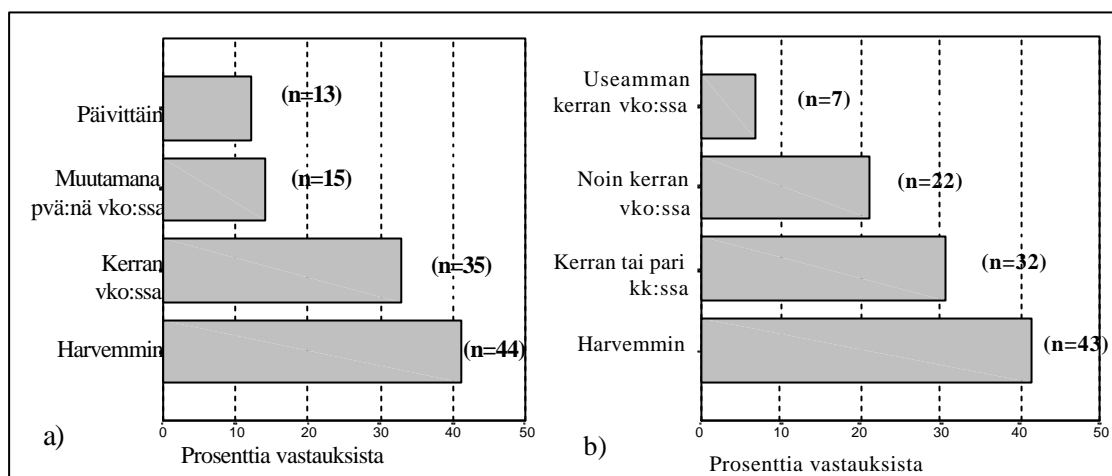 Päivittäin
(n=13)
Muutamana
pvä:nä vko:ssa
(n=15)
Kerran
vko:ssa
(n=35)
Harvemmin
(n=44)
0 10 20 30 40 50
a)
Prosenttia vastauksista
Useamman
kerran vko:ssa
(n=7)
Noin kerran
vko:ssa
(n=22)
Kerran tai pari
kk:ssa
(n=32)
Harvemmin
(n=43)
0 10 20 30 40 50
b)
Prosenttia vastauksista